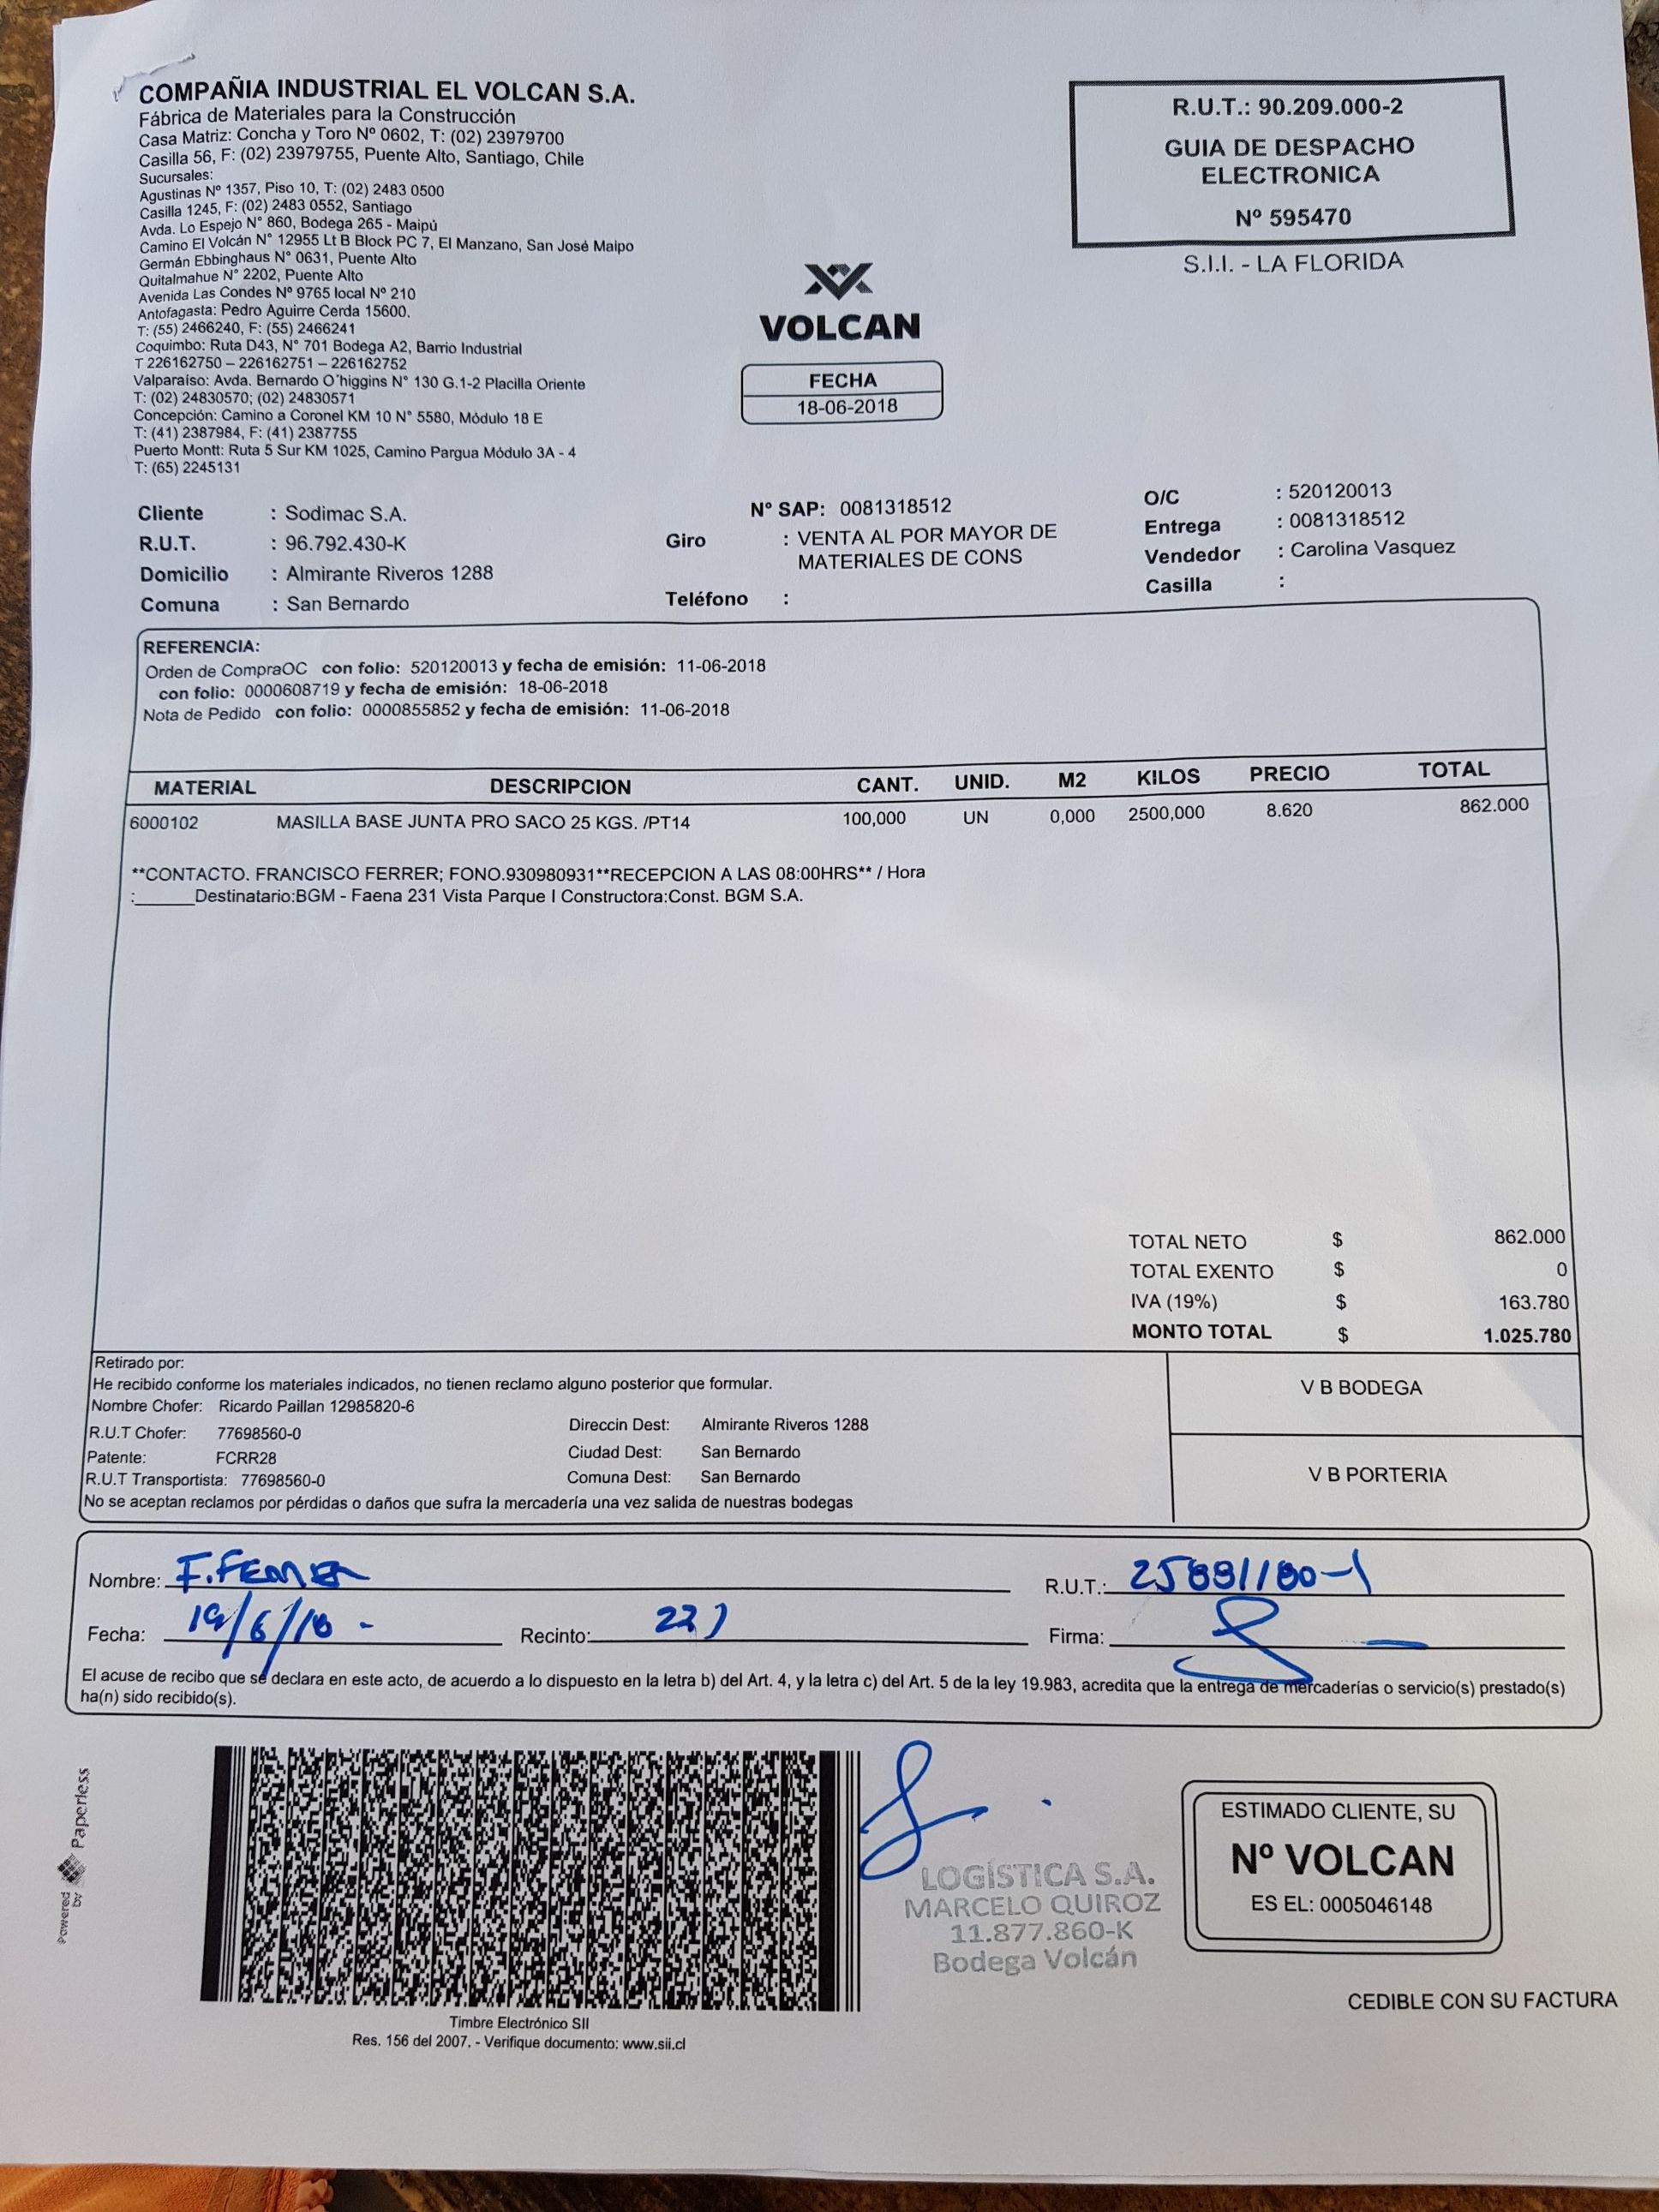 COMPAÑIA INDUSTRIAL EL VOLCAN S.A.
Fábrica de Materiales para la Construcción
Casa Matriz: Concha y Toro Nº 0602, T: (02) 23979700
Casilla 56, F: (02) 23979755, Puente Alto, Santiago, Chile
Sucursales:
Agustinas Nº 1357, Piso 10, T: (02) 2483 0500
Casilla 1245, F: (02) 2483 0552, Santiago
Avda. Lo Espejo N° 860, Bodega 265 - Maipú
Camino El Volcán N° 12955 Lt B Block PC 7, El Manzano, San José Maipo
Germán Ebbinghaus N° 0631, Puente Alto
Quitalmahue N° 2202, Puente Alto
Avenida Las Condes Nº 9765 local Nº 210
Antofagasta: Pedro Aguirre Cerda 15600.
T: (55) 2466240, F: (55) 2466241
Coquimbo: Ruta D43, N° 701 Bodega A2, Barrio Industrial
T 226162750 – 226162751 – 226162752
Valparaiso: Avda. Bernardo O´higgins N° 130 G.1-2 Placilla Oriente
T: (02) 24830570; (02) 24830571
Concepción: Camino a Coronel KM 10 N° 5580, Módulo 18 E
T: (41) 2387984, F: (41) 2387755
Puerto Montt: Ruta 5 Sur KM 1025, Camino Pargua Módulo 3A - 4
T: (65) 2245131
R.U.T.: 90.209.000-2
GUIA DE DESPACHO
ELECTRONICA
Nº 595470
S.I.I. - LA FLORIDA
VOLCAN
FECHA
18-06-2018
Cliente : Sodimac S.A.
R.U.T. : 96.792.430-K
Domicilio : Almirante Riveros 1288
Comuna : San Bernardo
Nº SAP: 0081318512
Giro : VENTA AL POR MAYOR DE
MATERIALES DE CONS
Teléfono :
O/C : 520120013
Entrega : 0081318512
Vendedor : Carolina Vasquez
Casilla :
REFERENCIA:
Orden de CompraOC con folio: 520120013 y fecha de emisión: 11-06-2018
con folio: 0000608719 y fecha de emisión: 18-06-2018
Nota de Pedido con folio: 0000855852 y fecha de emisión: 11-06-2018
MATERIAL DESCRIPCION CANT. UNID. M2 KILOS PRECIO TOTAL
6000102 MASILLA BASE JUNTA PRO SACO 25 KGS. /PT14 100,000 UN 0,000 2500,000 8.620 862.000
**CONTACTO. FRANCISCO FERRER; FONO.930980931**RECEPCION A LAS 08:00HRS** / Hora
:______Destinatario:BGM - Faena 231 Vista Parque I Constructora:Const. BGM S.A.
TOTAL NETO $ 862.000
TOTAL EXENTO $ 0
IVA (19%) $ 163.780
MONTO TOTAL $ 1.025.780
Retirado por:
He recibido conforme los materiales indicados, no tienen reclamo alguno posterior que formular.
Nombre Chofer: Ricardo Paillan 12985820-6
R.U.T Chofer: 77698560-0
Patente: FCRR28
R.U.T Transportista: 77698560-0
Direccin Dest: Almirante Riveros 1288
Ciudad Dest: San Bernardo
Comuna Dest: San Bernardo
No se aceptan reclamos por pérdidas o daños que sufra la mercadería una vez salida de nuestras bodegas
V B BODEGA
V B PORTERIA
Nombre: F. FERRER
R.U.T.: 25881180-1
Fecha: 19/6/18 -
Recinto:
Firma:
El acuse de recibo que se declara en este acto, de acuerdo a lo dispuesto en la letra b) del Art. 4, y la letra c) del Art. 5 de la ley 19.983, acredita que la entrega de mercaderías o servicio(s) prestado(s)
ha(n) sido recibido(s).
Powered by Paperless
LOGÍSTICA S.A.
MARCELO QUIROZ
11.877.860-K
Bodega Volcán
ESTIMADO CLIENTE, SU
Nº VOLCAN
ES EL: 0005046148
Timbre Electrónico SII
Res. 156 del 2007. - Verifique documento: www.sii.cl
CEDIBLE CON SU FACTURA